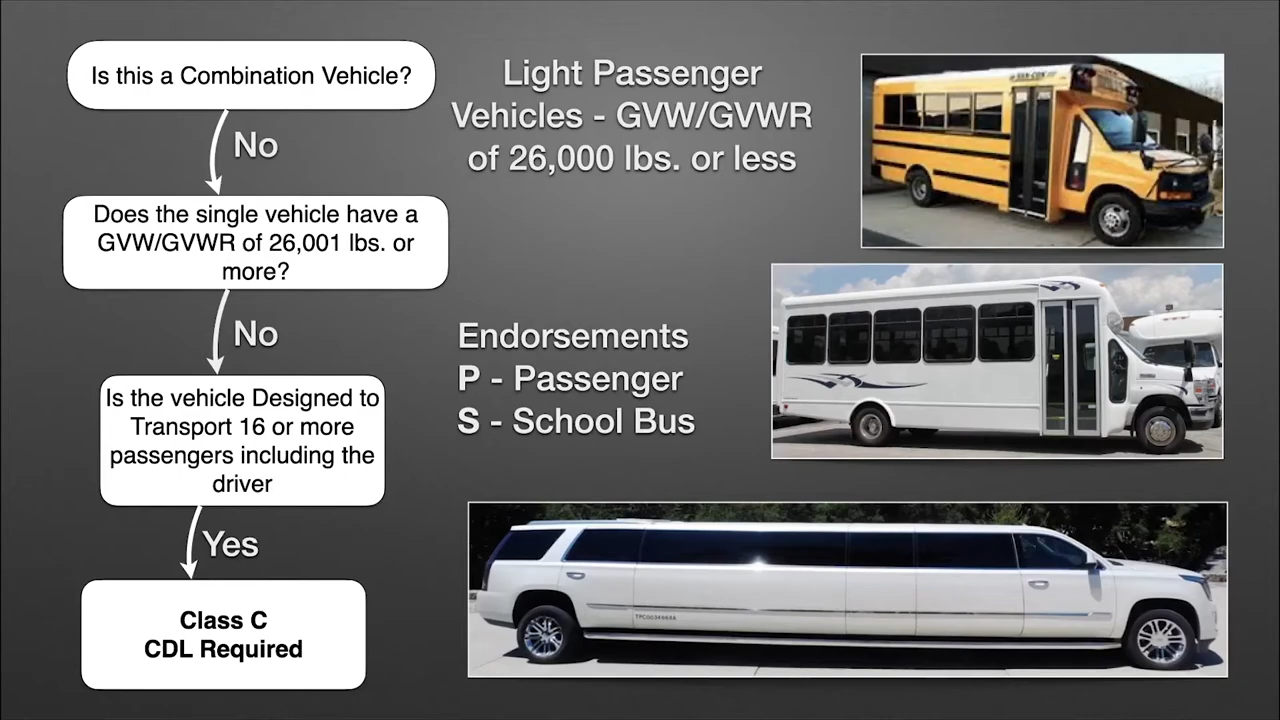 Is this a Combination Vehicle?
No
Does the single vehicle have a
GVW/GVWR of 26,001 lbs. or
more?
No
Is the vehicle Designed to
Transport 16 or more
passengers including the
driver
Yes
Class C
CDL Required
Light Passenger
Vehicles - GVW/GVWR
of 26,000 lbs. or less
Endorsements
P - Passenger
S - School Bus